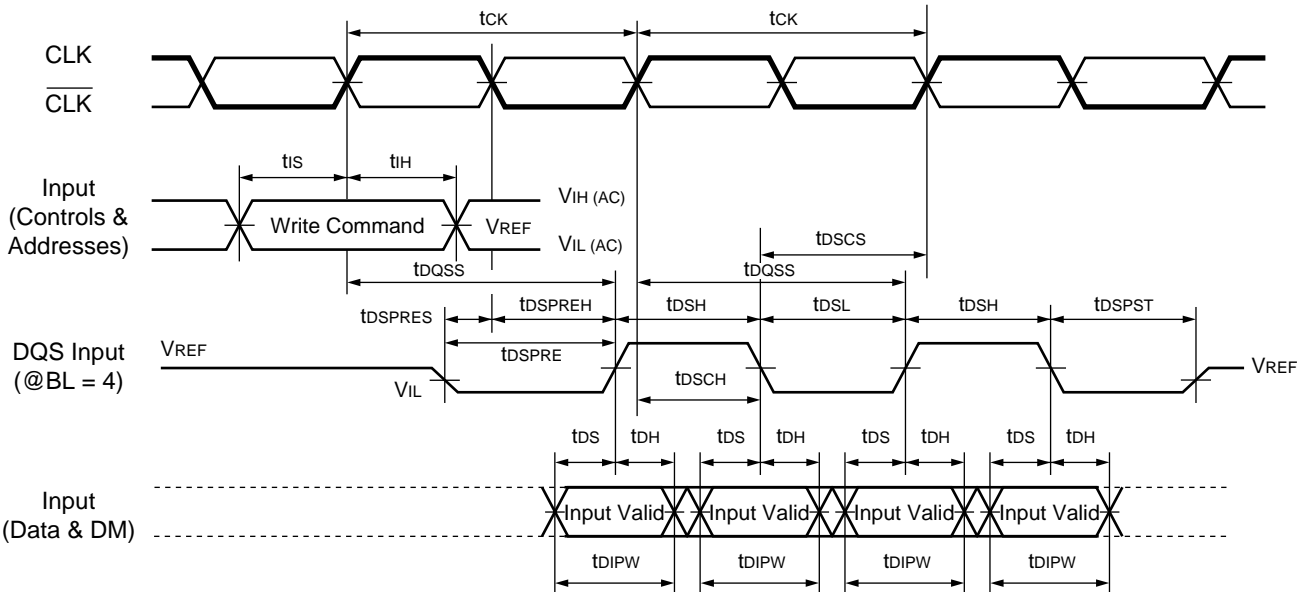 tCK tCK
CLK
CLK
tIS tIH
Input
(Controls &
Addresses)
Write Command
VIH (AC)
VREF
VIL (AC)
tDSCS
tDQSS tDQSS
tDSPRES tDSPREH tDSH tDSL tDSH tDSPST
DQS Input
(@BL = 4)
VREF
tDSPRE
VIL
tDSCH
VREF
tDS tDH tDS tDH tDS tDH tDS tDH
Input
(Data & DM)
Input Valid Input Valid Input Valid Input Valid
tDIPW tDIPW tDIPW tDIPW